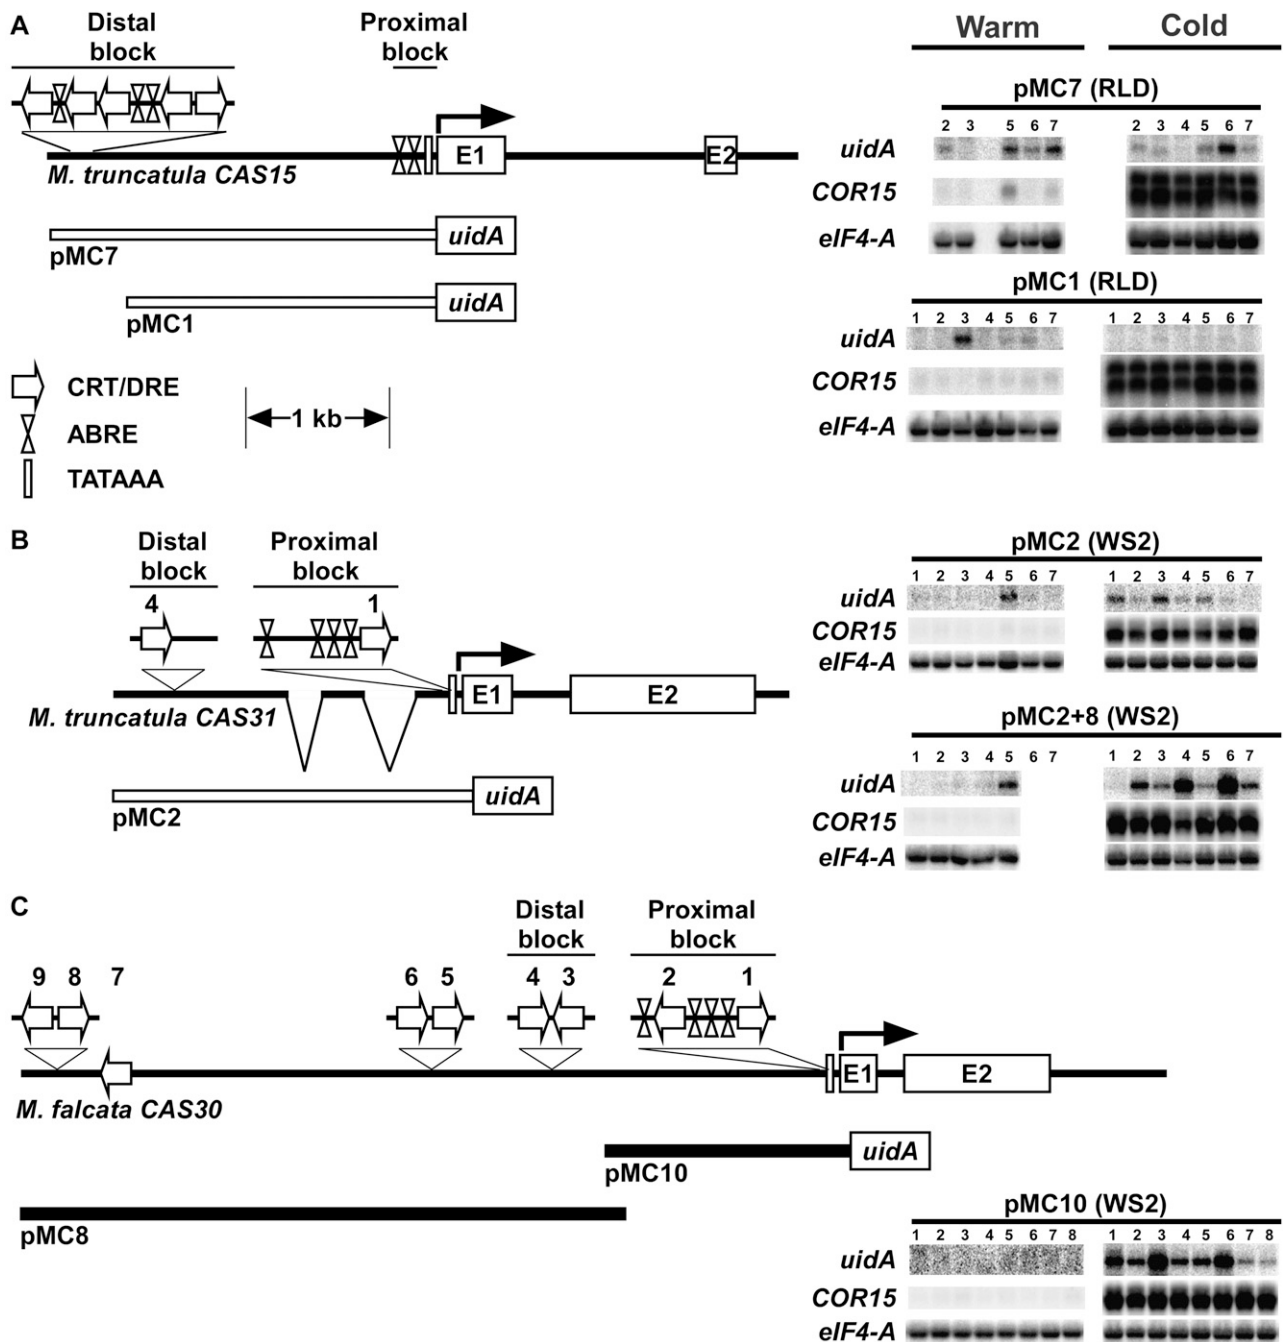 A
Distal
block
Proximal
block
M. truncatula CAS15
E1
E2
uidA
pMC7
uidA
pMC1
CRT/DRE
ABRE
TATAAA
1 kb
Warm
Cold
pMC7 (RLD)
2 3 5 6 7
2 3 4 5 6 7
uidA
COR15
eIF4-A
pMC1 (RLD)
1 2 3 4 5 6 7
1 2 3 4 5 6 7
uidA
COR15
eIF4-A
B
Distal
block
Proximal
block
4
1
M. truncatula CAS31
E1
E2
uidA
pMC2
pMC2 (WS2)
1 2 3 4 5 6 7
1 2 3 4 5 6 7
uidA
COR15
eIF4-A
pMC2+8 (WS2)
1 2 3 4 5 6 7
1 2 3 4 5 6 7
uidA
COR15
eIF4-A
C
Distal
block
Proximal
block
9 8 7
6 5
4 3
2 1
M. falcata CAS30
E1
E2
uidA
pMC10
pMC8
pMC10 (WS2)
1 2 3 4 5 6 7 8
1 2 3 4 5 6 7 8
uidA
COR15
eIF4-A